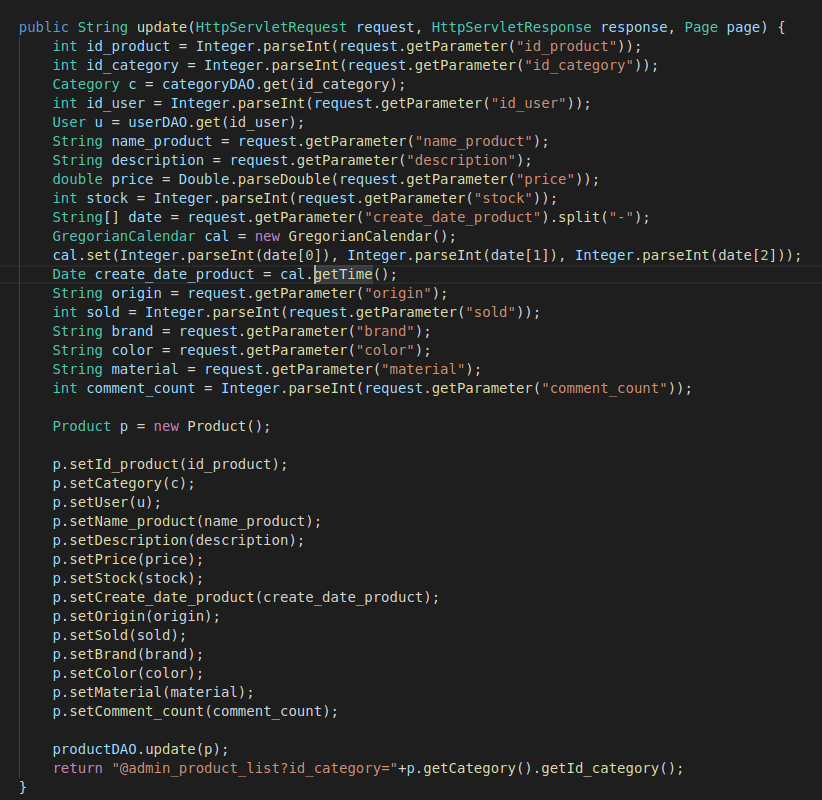 public String update(HttpServletRequest request, HttpServletResponse response, Page page) {
    int id_product = Integer.parseInt(request.getParameter("id_product"));
    int id_category = Integer.parseInt(request.getParameter("id_category"));
    Category c = categoryDAO.get(id_category);
    int id_user = Integer.parseInt(request.getParameter("id_user"));
    User u = userDAO.get(id_user);
    String name_product = request.getParameter("name_product");
    String description = request.getParameter("description");
    double price = Double.parseDouble(request.getParameter("price"));
    int stock = Integer.parseInt(request.getParameter("stock"));
    String[] date = request.getParameter("create_date_product").split("-");
    GregorianCalendar cal = new GregorianCalendar();
    cal.set(Integer.parseInt(date[0]), Integer.parseInt(date[1]), Integer.parseInt(date[2]));
    Date create_date_product = cal.getTime();
    String origin = request.getParameter("origin");
    int sold = Integer.parseInt(request.getParameter("sold"));
    String brand = request.getParameter("brand");
    String color = request.getParameter("color");
    String material = request.getParameter("material");
    int comment_count = Integer.parseInt(request.getParameter("comment_count"));

    Product p = new Product();

    p.setId_product(id_product);
    p.setCategory(c);
    p.setUser(u);
    p.setName_product(name_product);
    p.setDescription(description);
    p.setPrice(price);
    p.setStock(stock);
    p.setCreate_date_product(create_date_product);
    p.setOrigin(origin);
    p.setSold(sold);
    p.setBrand(brand);
    p.setColor(color);
    p.setMaterial(material);
    p.setComment_count(comment_count);

    productDAO.update(p);
    return "@admin_product_list?id_category="+p.getCategory().getId_category();
}